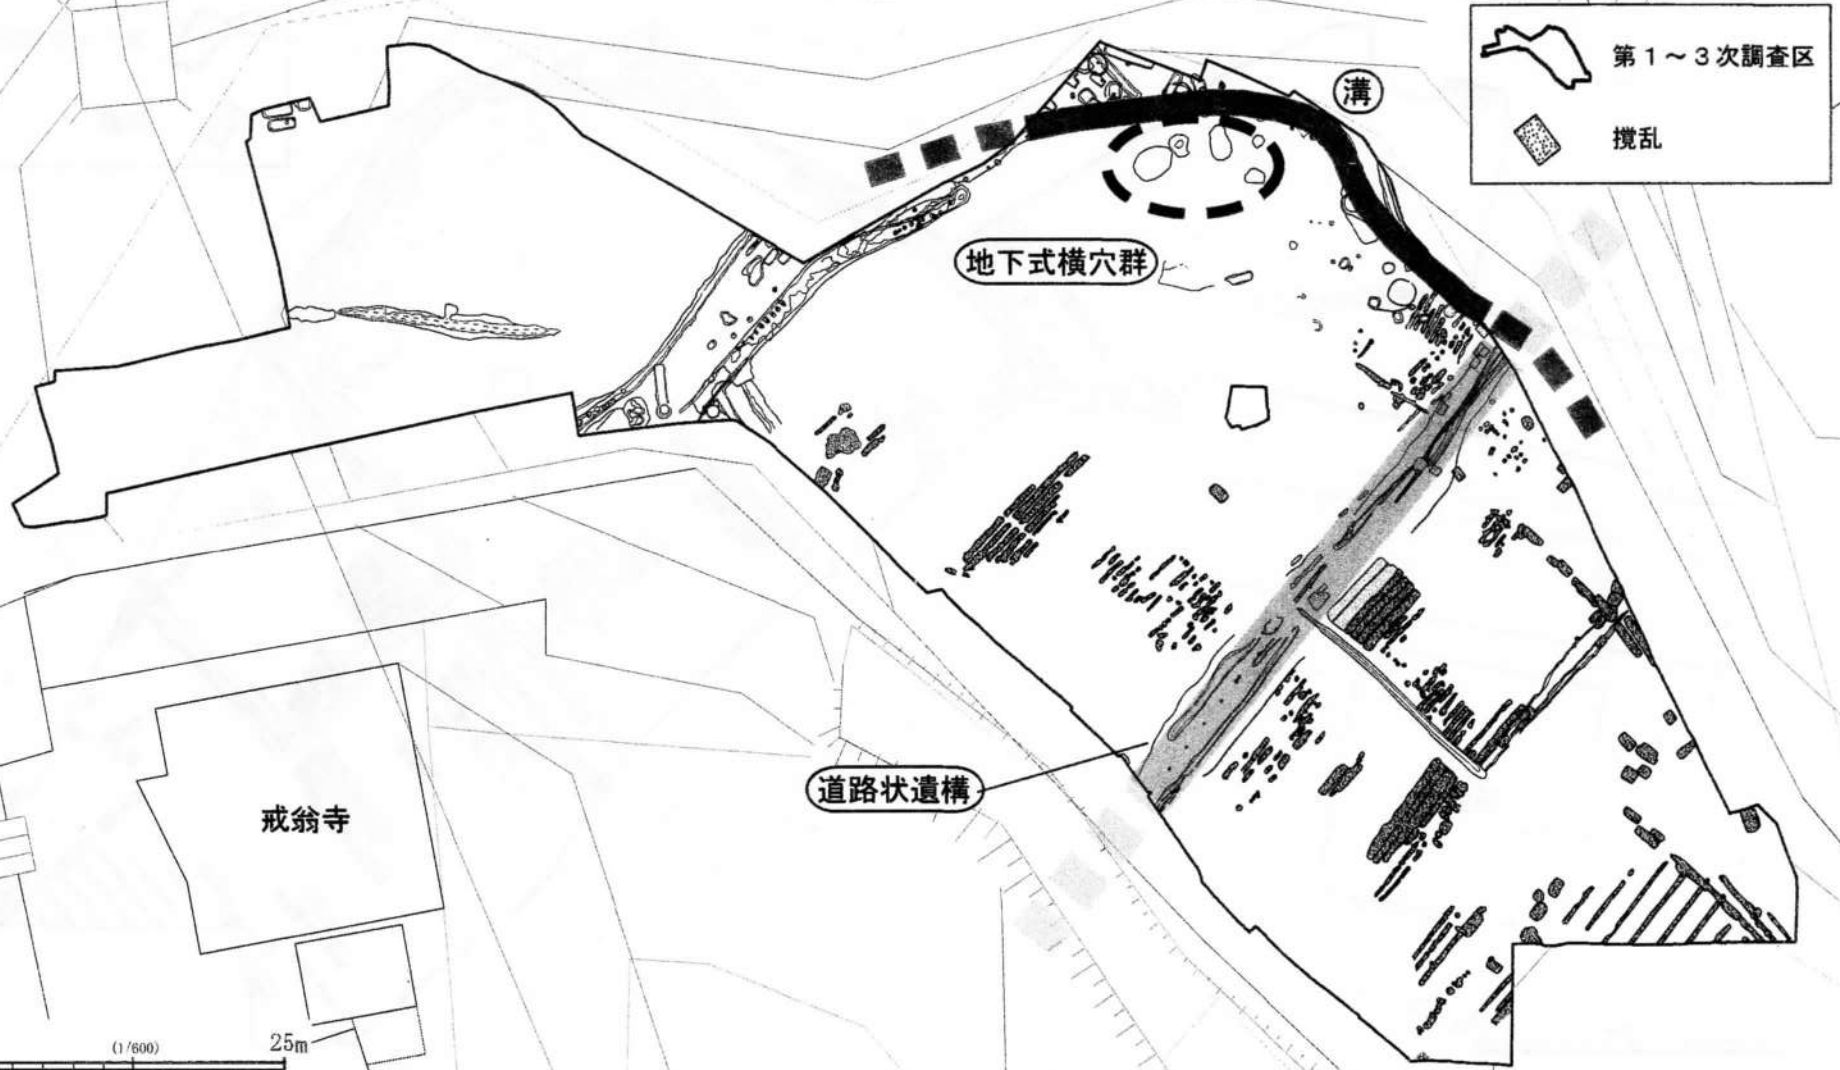 第1～3次調査区
撹乱
溝
地下式横穴群
道路状遺構
戒翁寺
(1/600)
25m